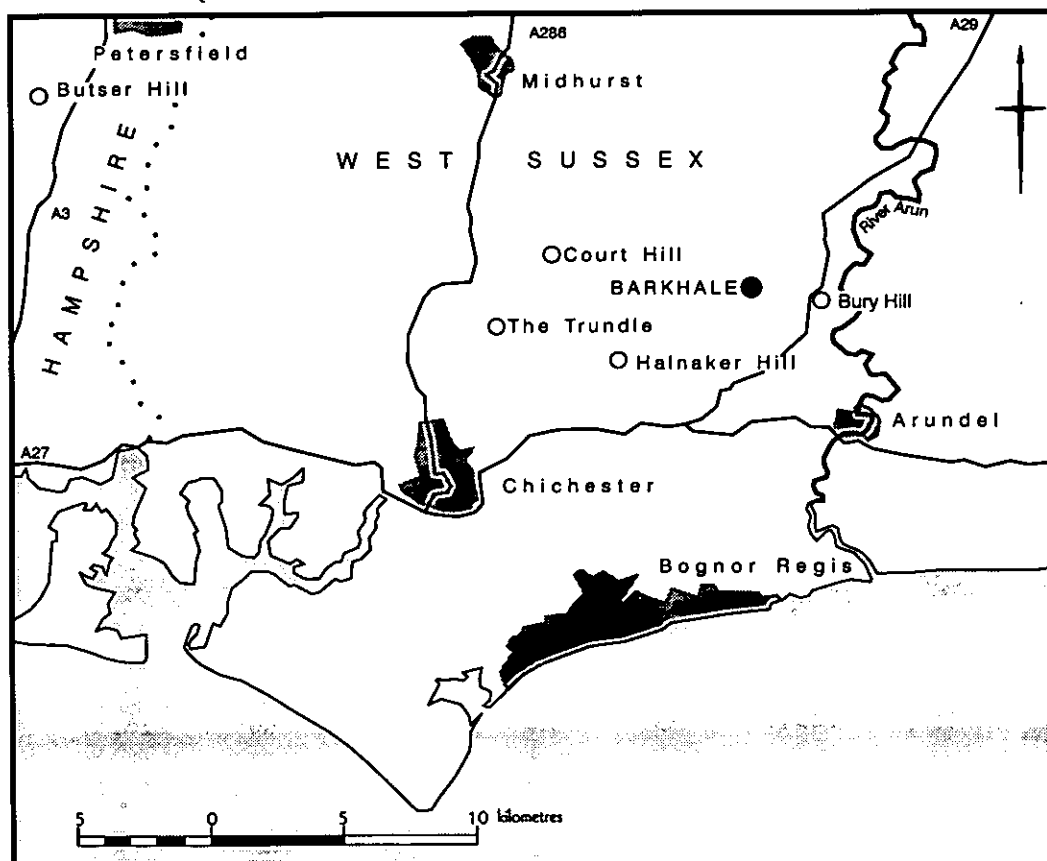 A286
A29
Petersfield
Midhurst
Butser Hill
HAMPSHIRE
WEST SUSSEX
A3
River Arun
Court Hill
BARKHALE
Bury Hill
The Trundle
Halnaker Hill
Arundel
A27
Chichester
Bognor Regis
5 0 5 10 kilometres